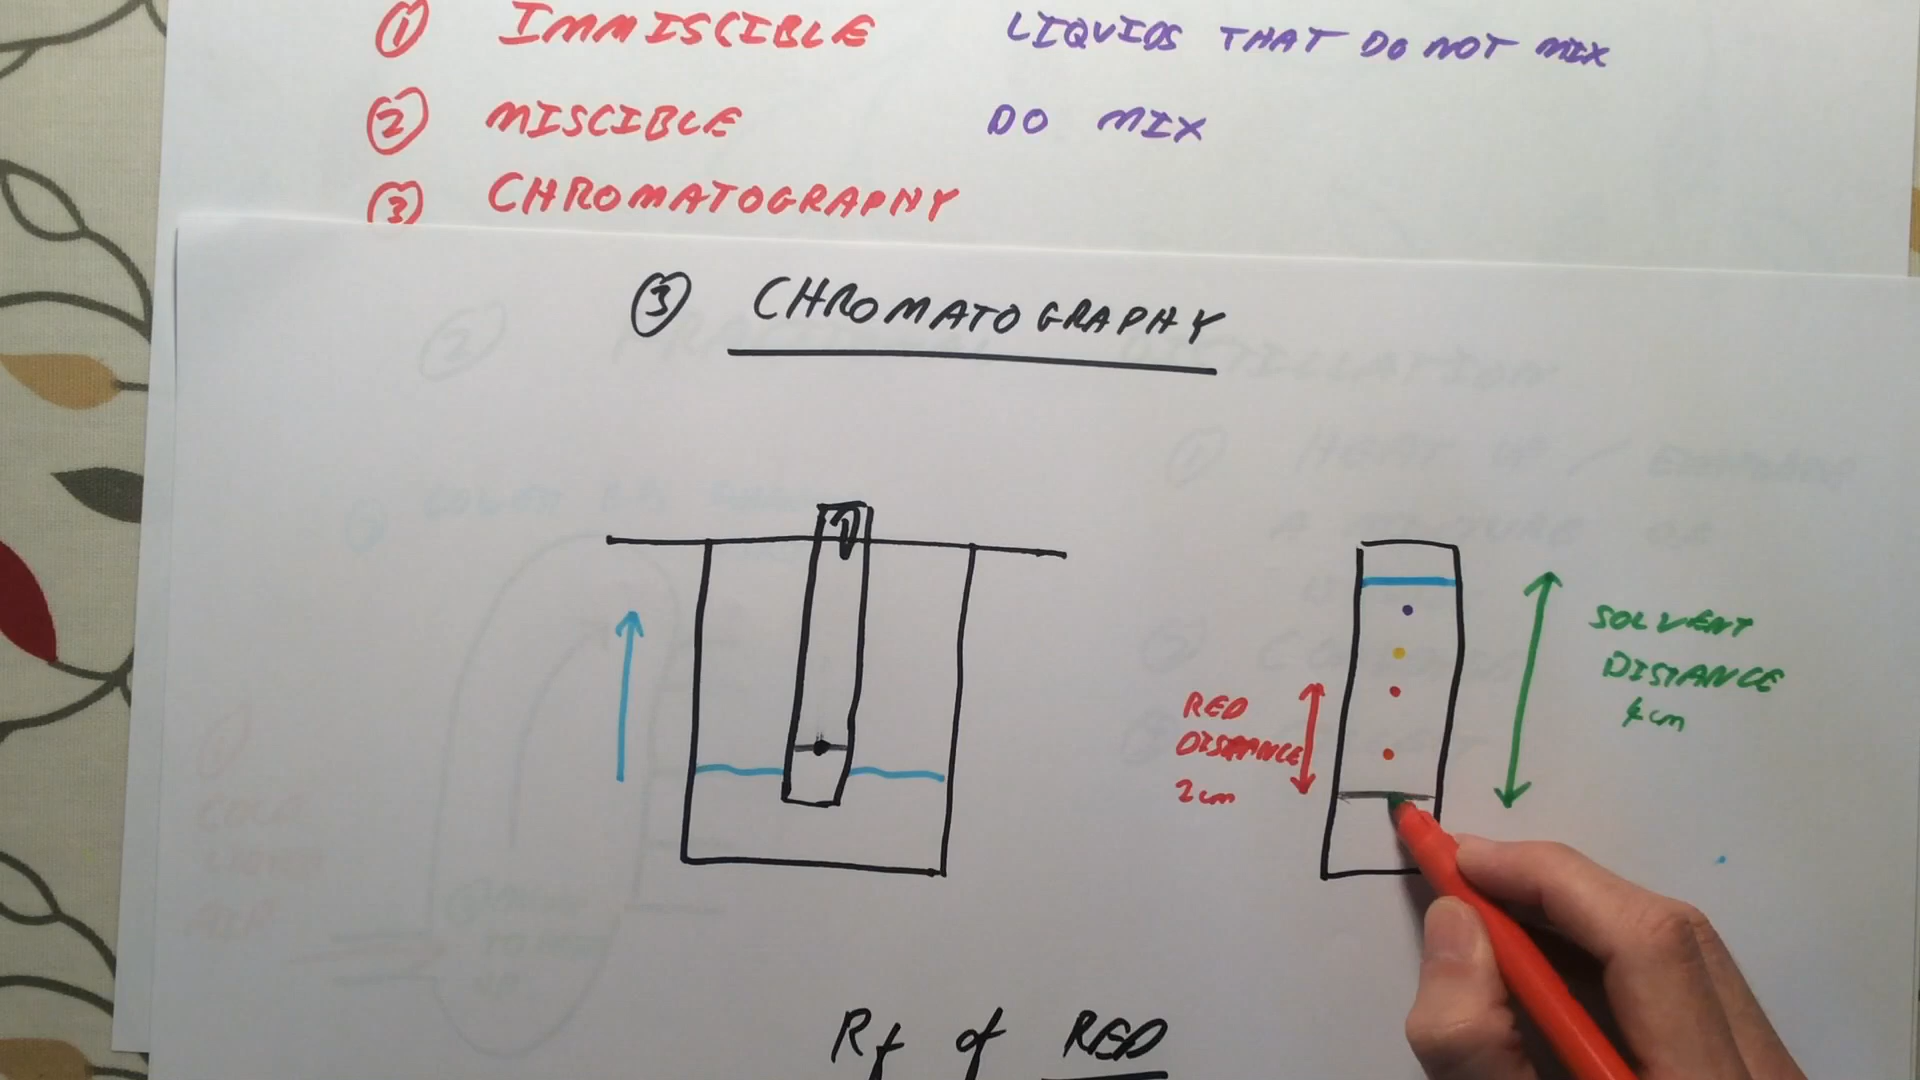 ① IMMISCIBLE LIQUIDS THAT DO NOT MIX
② MISCIBLE DO MIX
③ CHROMATOGRAPHY
③ CHROMATOGRAPHY
SOLVENT
DISTANCE
4cm
RED
DISTANCE
2cm
Rf of RED